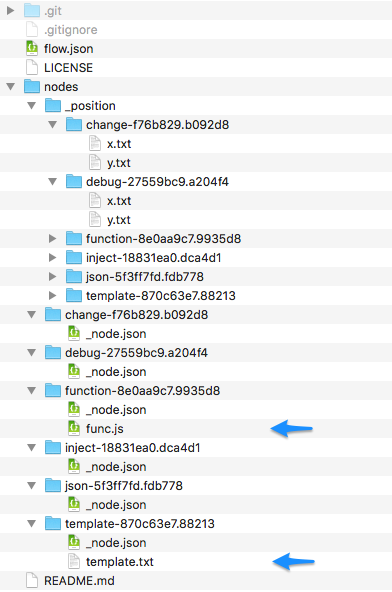 .git
.gitignore
flow.json
LICENSE
nodes
_position
change-f76b829.b092d8
x.txt
y.txt
debug-27559bc9.a204f4
x.txt
y.txt
function-8e0aa9c7.9935d8
inject-18831ea0.dca4d1
json-5f3ff7fd.fdb778
template-870c63e7.88213
change-f76b829.b092d8
_node.json
debug-27559bc9.a204f4
_node.json
function-8e0aa9c7.9935d8
_node.json
func.js
inject-18831ea0.dca4d1
_node.json
json-5f3ff7fd.fdb778
_node.json
template-870c63e7.88213
_node.json
template.txt
README.md